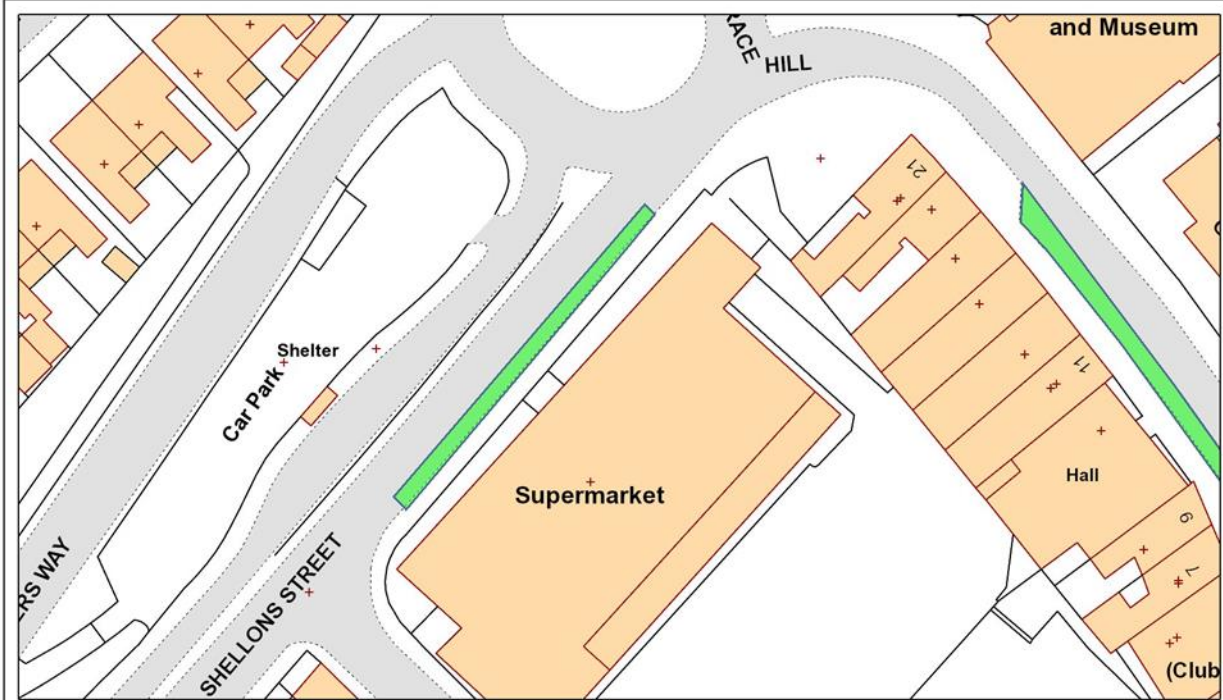 and Museum
RACE
HILL
21
Shelter
Car Park
11
Hall
Supermarket
9
7
ERS WAY
SHELLONS STREET
(Club